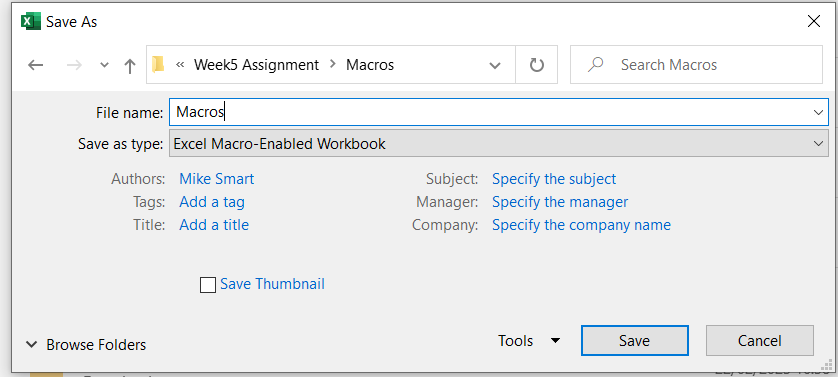 Save As
« Week5 Assignment > Macros
Search Macros
File name: Macros
Save as type: Excel Macro-Enabled Workbook
Authors: Mike Smart
Subject: Specify the subject
Tags: Add a tag
Manager: Specify the manager
Title: Add a title
Company: Specify the company name
Save Thumbnail
Browse Folders
Tools
Save
Cancel